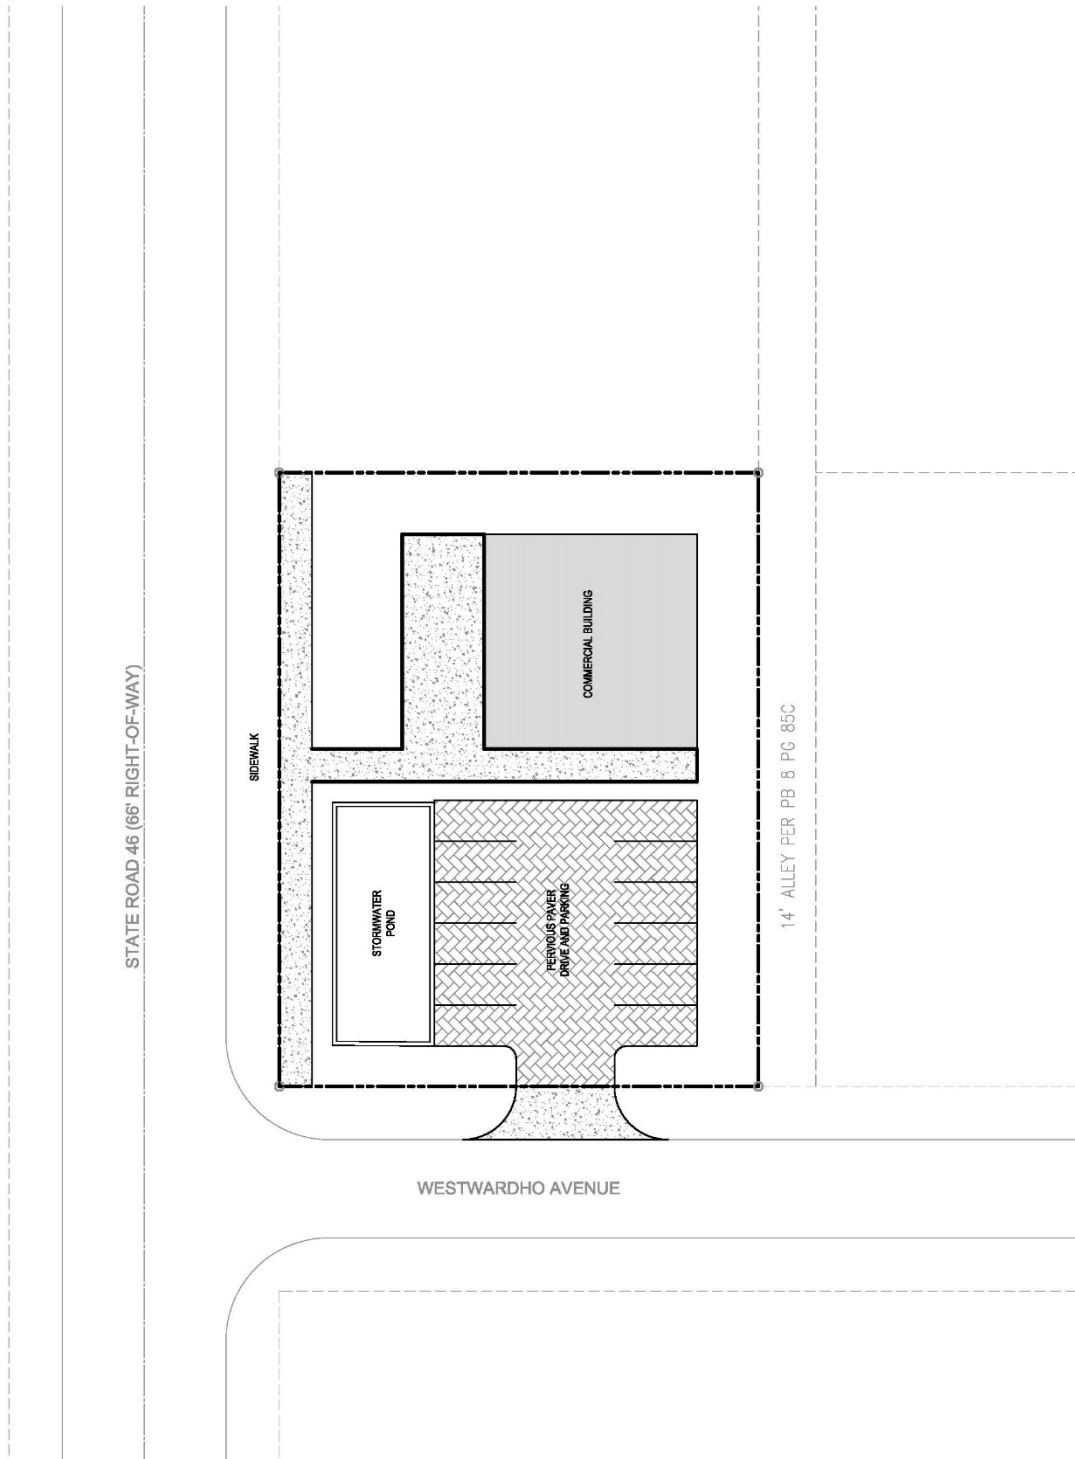 STATE ROAD 46 (66' RIGHT-OF-WAY)
SIDEWALK
COMMERCIAL BUILDING
STORMWATER
POND
PERVIOUS PAVER
DRIVE AND PARKING
14' ALLEY PER PB 8 PG 85C
WESTWARDHO AVENUE